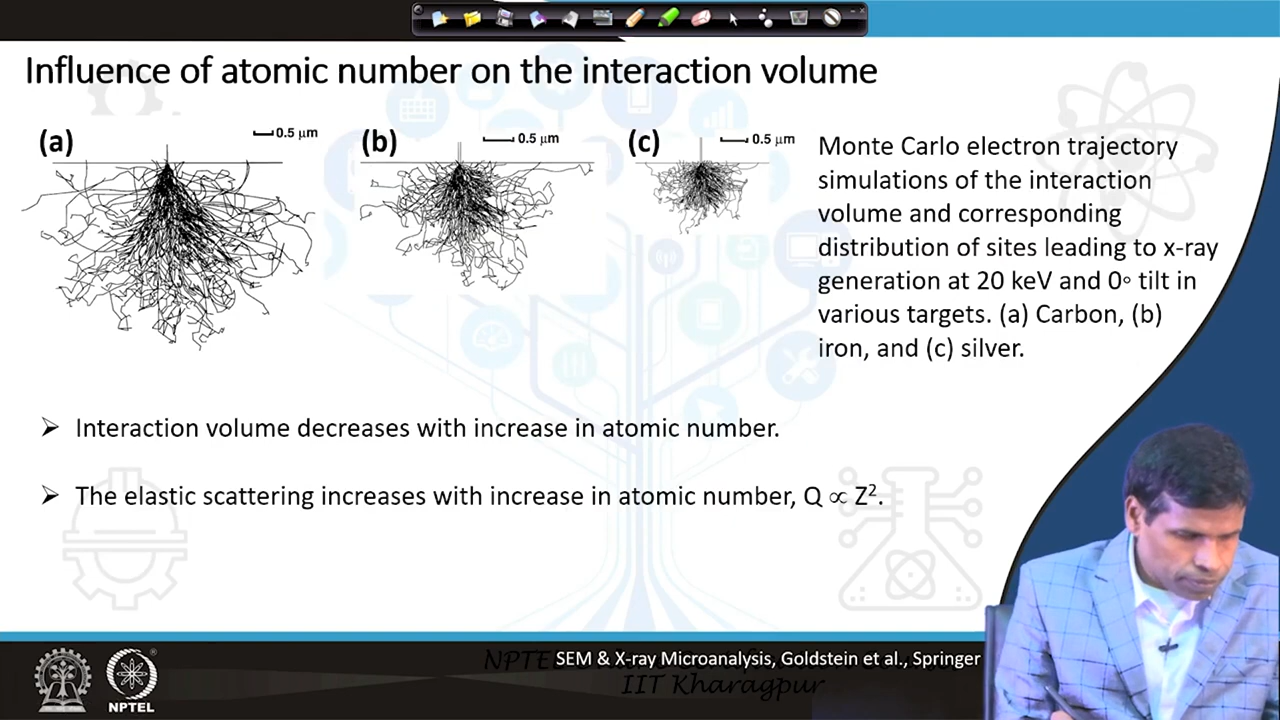 Influence of atomic number on the interaction volume
(a)
0.5 μm
(b)
0.5 μm
(c)
0.5 μm
Monte Carlo electron trajectory
simulations of the interaction
volume and corresponding
distribution of sites leading to x-ray
generation at 20 keV and 0◦ tilt in
various targets. (a) Carbon, (b)
iron, and (c) silver.
➢ Interaction volume decreases with increase in atomic number.
➢ The elastic scattering increases with increase in atomic number, Q ∝ Z².
SEM & X-ray Microanalysis, Goldstein et al., Springer
NPTE
IIT Kharagpur
NPTEL